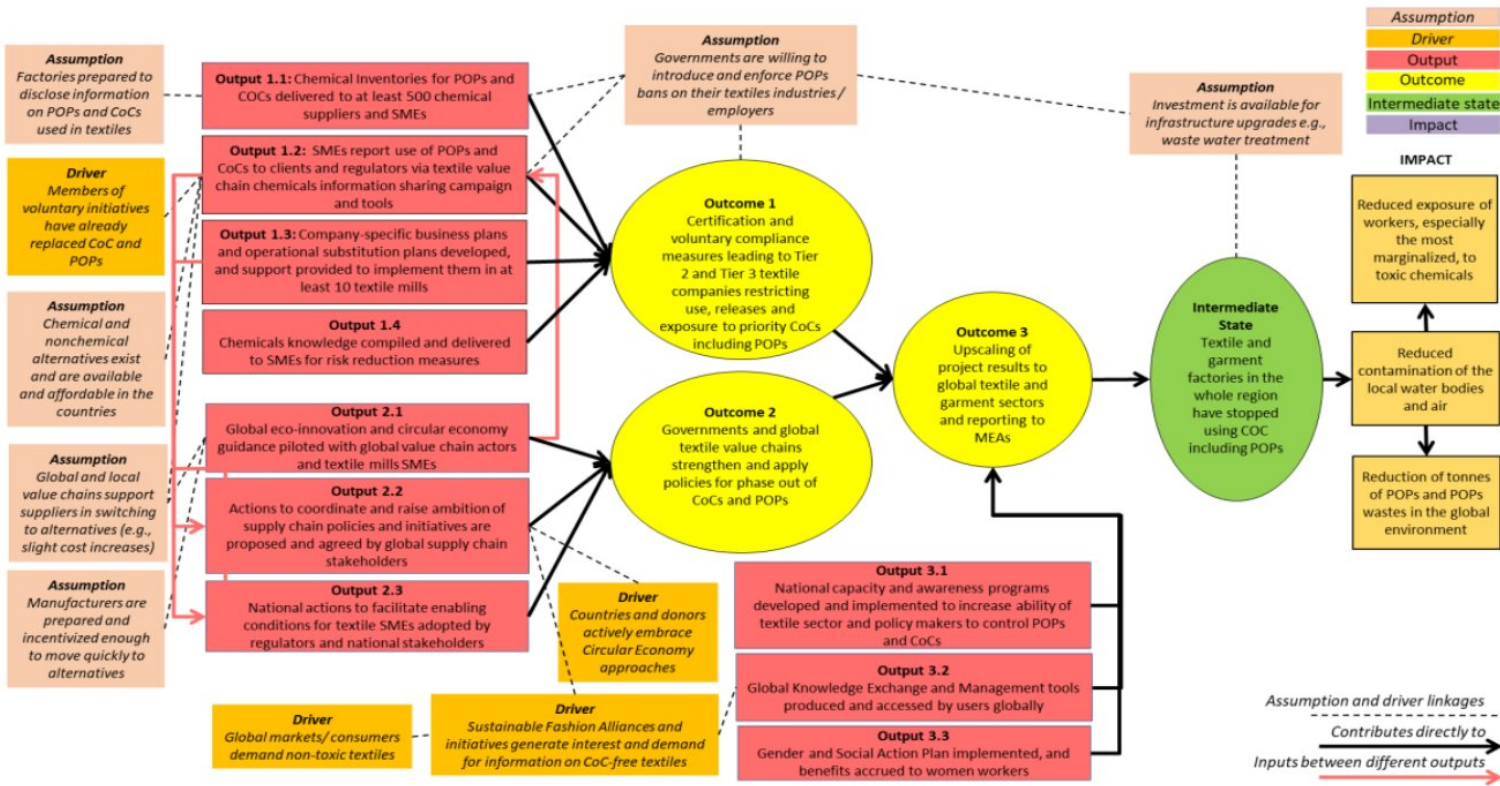 Assumption
Factories prepared to
disclose information
on POPs and CoCs
used in textiles
Driver
Members of
voluntary initiatives
have already
replaced CoC and
POPs
Assumption
Chemical and
nonchemical
alternatives exist
and are available
and affordable in the
countries
Assumption
Global and local
value chains support
suppliers in switching
to alternatives (e.g.,
slight cost increases)
Assumption
Manufacturers are
prepared and
incentivized enough
to move quickly to
alternatives
Output 1.1: Chemical Inventories for POPs and
COCs delivered to at least 500 chemical
suppliers and SMEs
Output 1.2: SMEs report use of POPs and
CoCs to clients and regulators via textile value
chain chemicals information sharing campaign
and tools
Output 1.3: Company-specific business plans
and operational substitution plans developed,
and support provided to implement them in at
least 10 textile mills
Output 1.4
Chemicals knowledge compiled and delivered
to SMEs for risk reduction measures
Output 2.1
Global eco-innovation and circular economy
guidance piloted with global value chain actors
and textile mills SMEs
Output 2.2
Actions to coordinate and raise ambition of
supply chain policies and initiatives are
proposed and agreed by global supply chain
stakeholders
Output 2.3
National actions to facilitate enabling
conditions for textile SMEs adopted by
regulators and national stakeholders
Driver
Global markets/ consumers
demand non-toxic textiles
Driver
Sustainable Fashion Alliances and
initiatives generate interest and demand
for information on CoC-free textiles
Driver
Countries and donors
actively embrace
Circular Economy
approaches
Assumption
Governments are willing to
introduce and enforce POPs
bans on their textiles industries /
employers
Outcome 1
Certification and
voluntary compliance
measures leading to Tier
2 and Tier 3 textile
companies restricting
use, releases and
exposure to priority CoCs
including POPs
Outcome 2
Governments and global
textile value chains
strengthen and apply
policies for phase out of
CoCs and POPs
Output 3.1
National capacity and awareness programs
developed and implemented to increase ability of
textile sector and policy makers to control POPs
and CoCs
Output 3.2
Global Knowledge Exchange and Management tools
produced and accessed by users globally
Output 3.3
Gender and Social Action Plan implemented, and
benefits accrued to women workers
Outcome 3
Upscaling of
project results to
global textile and
garment sectors
and reporting to
MEAs
Assumption
Investment is available for
infrastructure upgrades e.g.,
waste water treatment
Intermediate
State
Textile and
garment
factories in the
whole region
have stopped
using COC
including POPs
Assumption
Driver
Output
Outcome
Intermediate state
Impact
IMPACT
Reduced exposure of
workers, especially
the most
marginalized, to
toxic chemicals
Reduced
contamination of the
local water bodies
and air
Reduction of tonnes
of POPs and POPs
wastes in the global
environment
Assumption and driver linkages
Contributes directly to
Inputs between different outputs